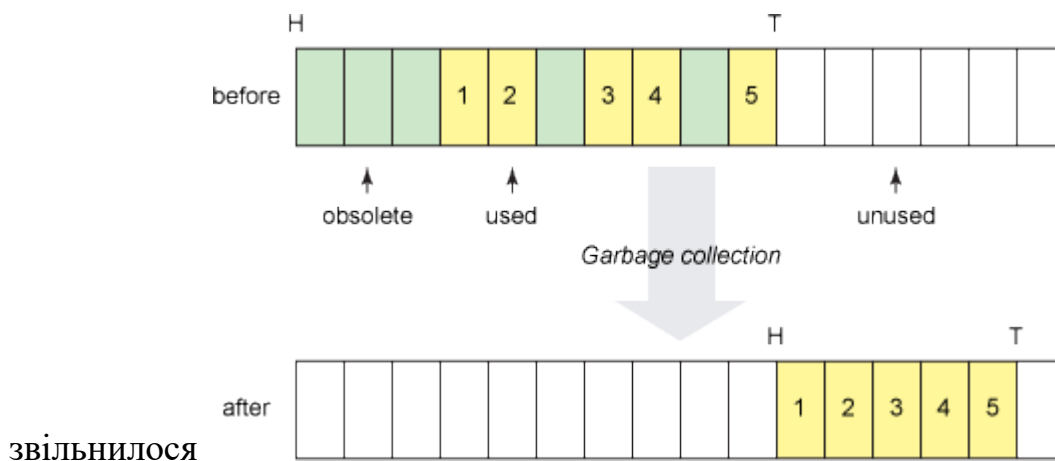 H T
before 1 2 3 4 5
obsolete used unused
Garbage collection
H T
after 1 2 3 4 5
звільнилося